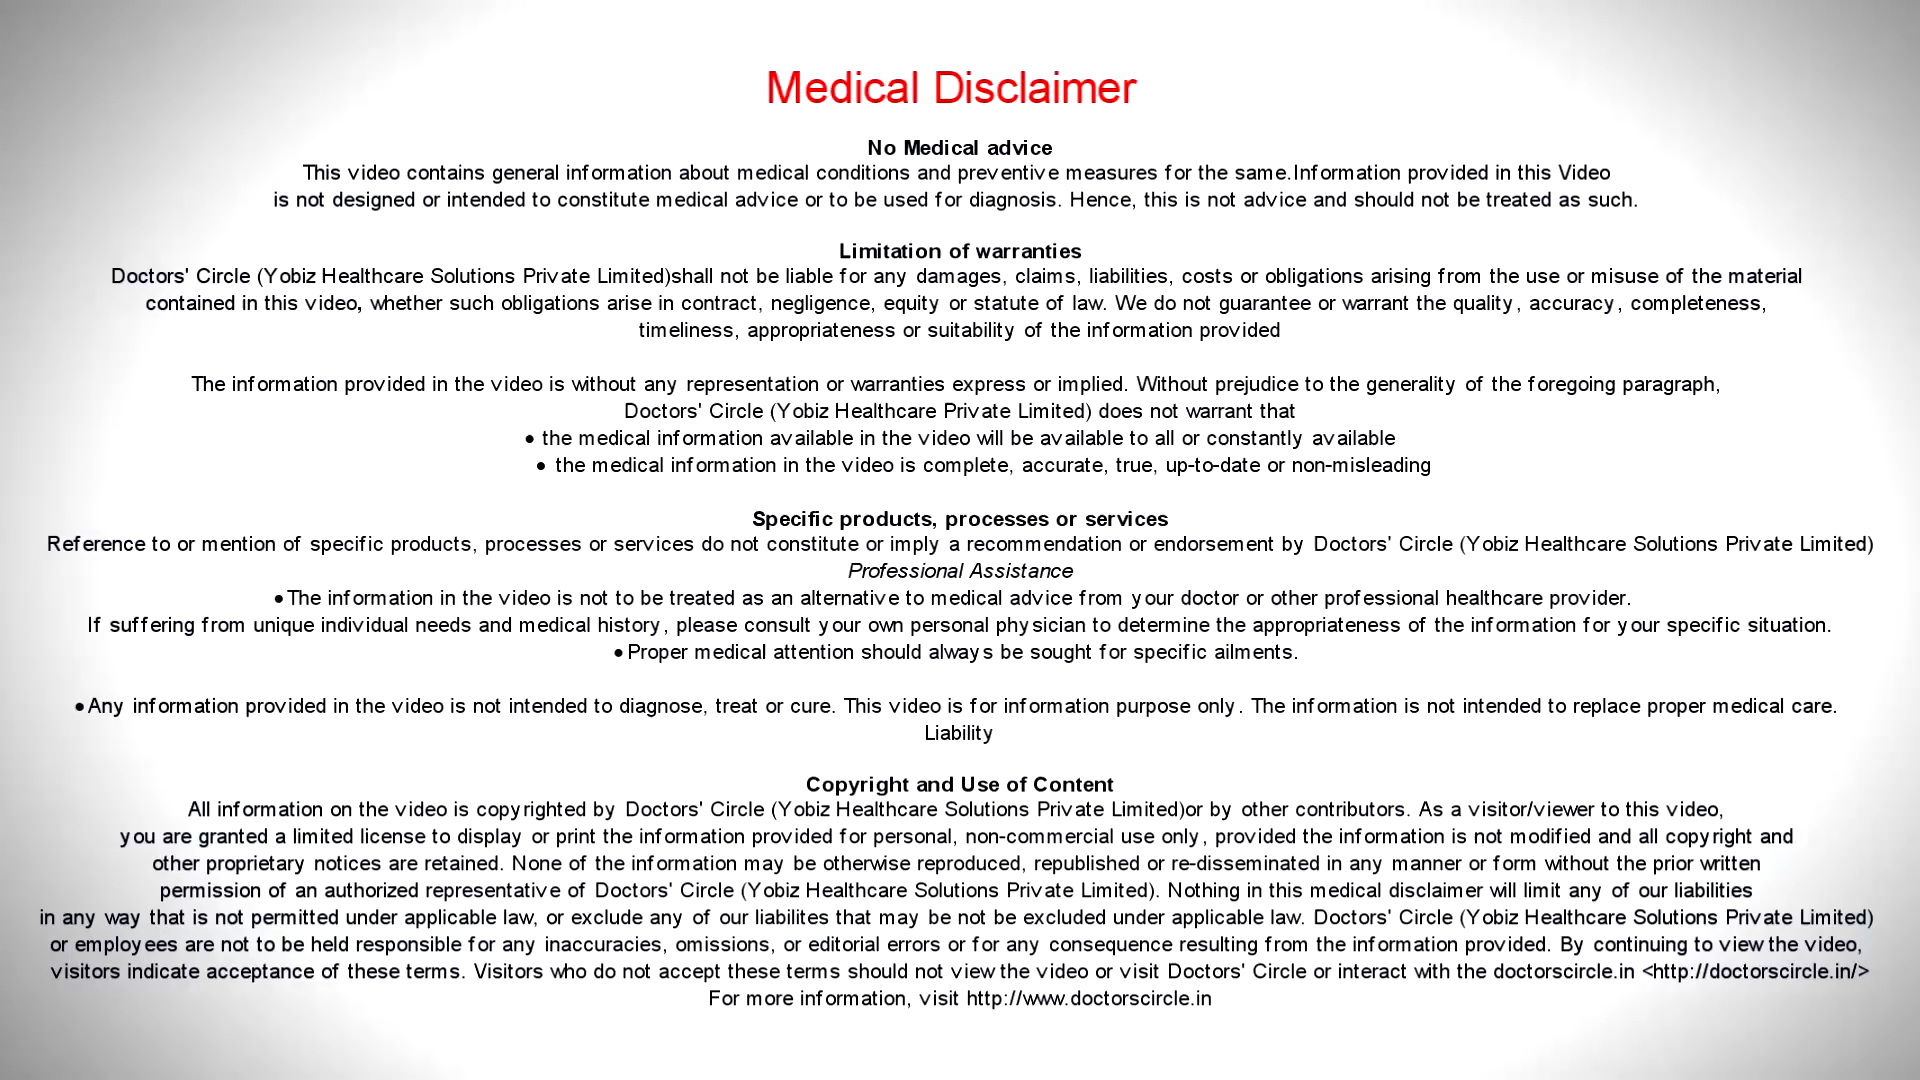 Medical Disclaimer
No Medical advice
This video contains general information about medical conditions and preventive measures for the same.Information provided in this Video
is not designed or intended to constitute medical advice or to be used for diagnosis. Hence, this is not advice and should not be treated as such.
Limitation of warranties
Doctors' Circle (Yobiz Healthcare Solutions Private Limited)shall not be liable for any damages, claims, liabilities, costs or obligations arising from the use or misuse of the material
contained in this video, whether such obligations arise in contract, negligence, equity or statute of law. We do not guarantee or warrant the quality, accuracy, completeness,
timeliness, appropriateness or suitability of the information provided
The information provided in the video is without any representation or warranties express or implied. Without prejudice to the generality of the foregoing paragraph,
Doctors' Circle (Yobiz Healthcare Private Limited) does not warrant that
• the medical information available in the video will be available to all or constantly available
• the medical information in the video is complete, accurate, true, up-to-date or non-misleading
Specific products, processes or services
Reference to or mention of specific products, processes or services do not constitute or imply a recommendation or endorsement by Doctors' Circle (Yobiz Healthcare Solutions Private Limited)
Professional Assistance
•The information in the video is not to be treated as an alternative to medical advice from your doctor or other professional healthcare provider.
If suffering from unique individual needs and medical history, please consult your own personal physician to determine the appropriateness of the information for your specific situation.
•Proper medical attention should always be sought for specific ailments.
•Any information provided in the video is not intended to diagnose, treat or cure. This video is for information purpose only. The information is not intended to replace proper medical care.
Liability
Copyright and Use of Content
All information on the video is copyrighted by Doctors' Circle (Yobiz Healthcare Solutions Private Limited)or by other contributors. As a visitor/viewer to this video,
you are granted a limited license to display or print the information provided for personal, non-commercial use only, provided the information is not modified and all copyright and
other proprietary notices are retained. None of the information may be otherwise reproduced, republished or re-disseminated in any manner or form without the prior written
permission of an authorized representative of Doctors' Circle (Yobiz Healthcare Solutions Private Limited). Nothing in this medical disclaimer will limit any of our liabilities
in any way that is not permitted under applicable law, or exclude any of our liabilites that may be not be excluded under applicable law. Doctors' Circle (Yobiz Healthcare Solutions Private Limited)
or employees are not to be held responsible for any inaccuracies, omissions, or editorial errors or for any consequence resulting from the information provided. By continuing to view the video,
visitors indicate acceptance of these terms. Visitors who do not accept these terms should not view the video or visit Doctors' Circle or interact with the doctorscircle.in <http://doctorscircle.in/>
For more information, visit http://www.doctorscircle.in